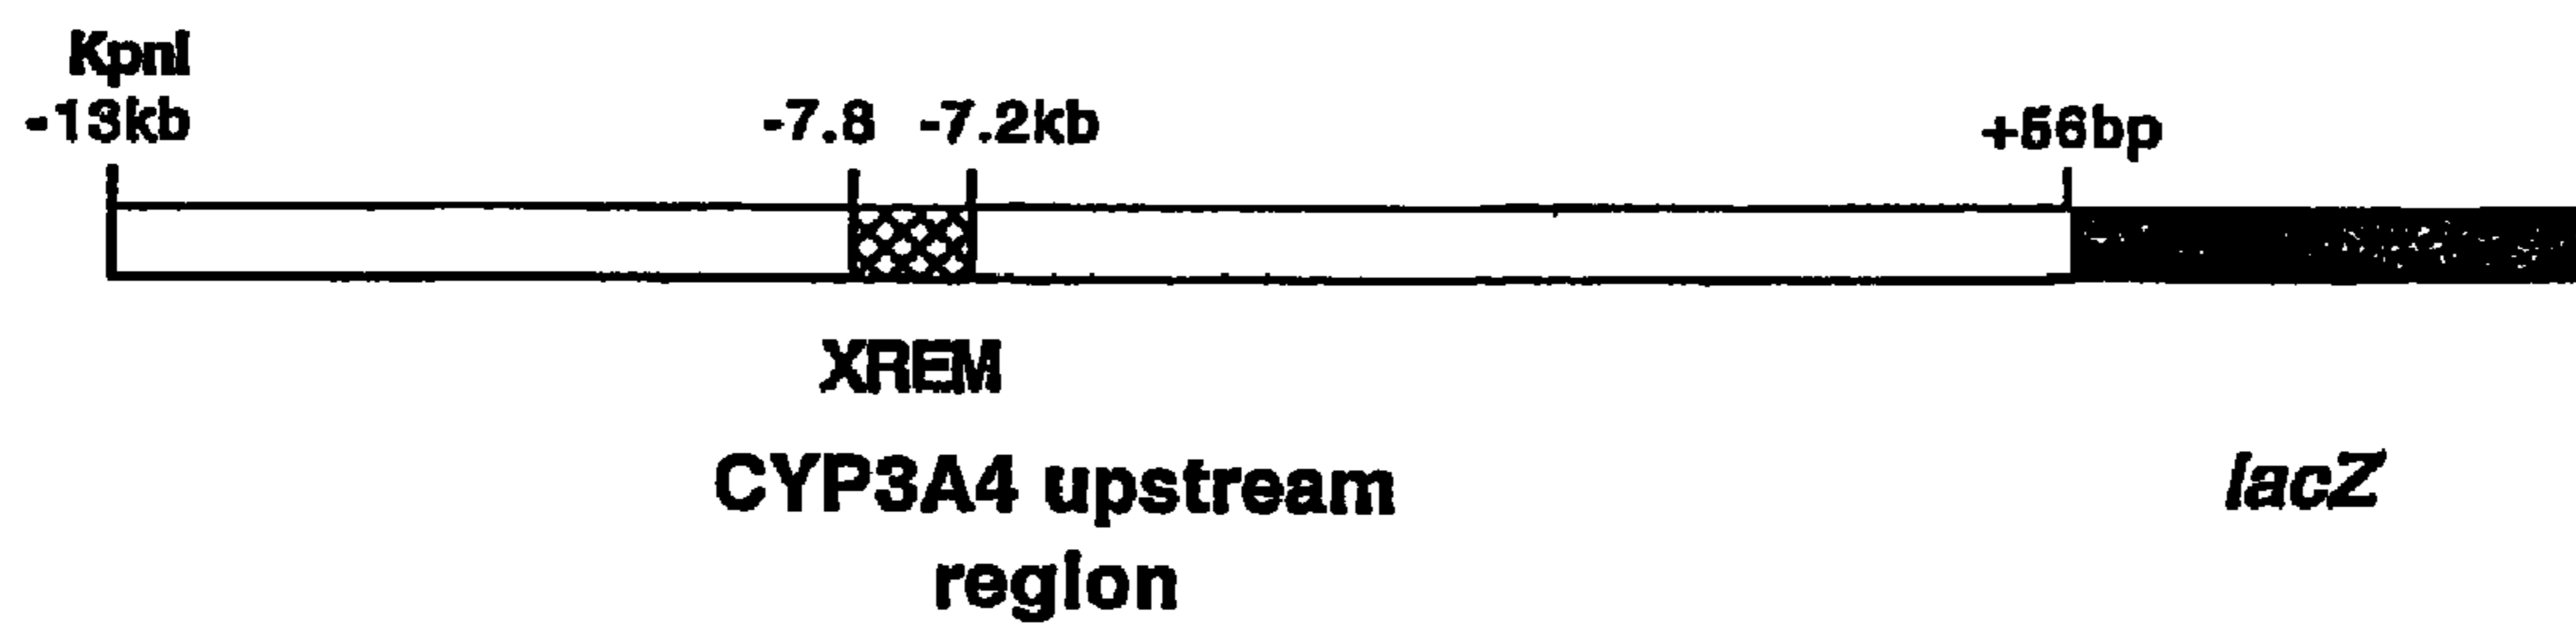 KpnI
-13kb
-7.8 -7.2kb
+56bp
XREM
CYP3A4 upstream
region
lacZ